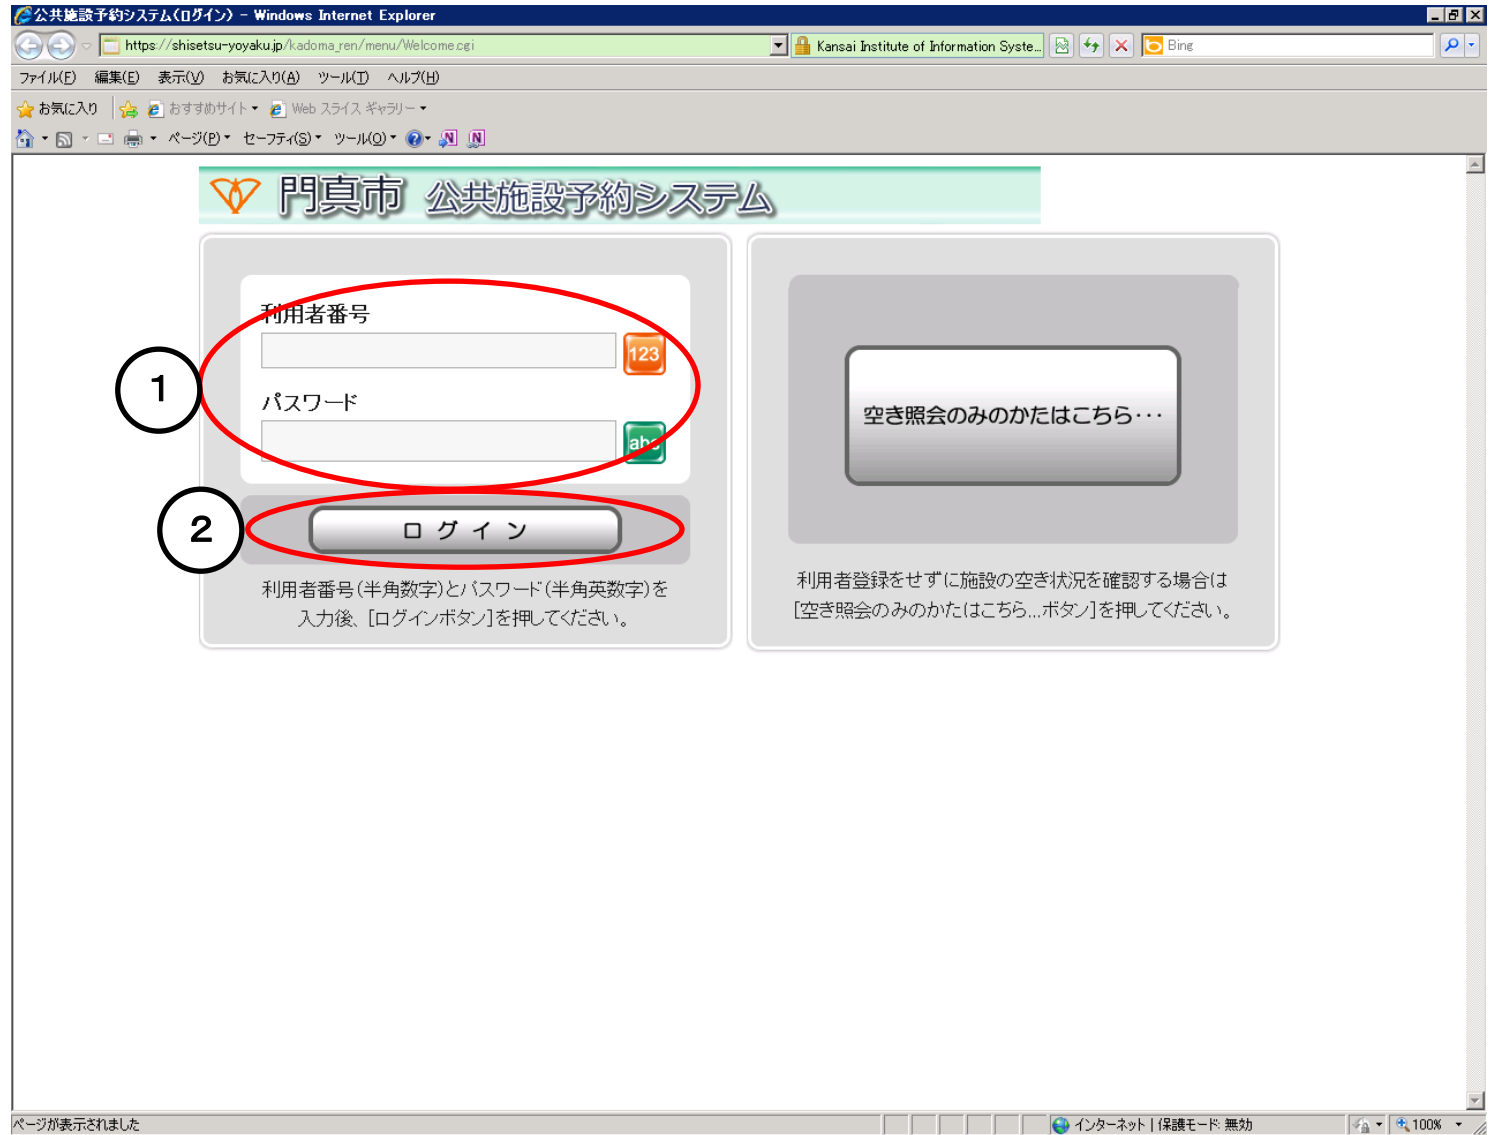 公共施設予約システム(ログイン) - Windows Internet Explorer
https://shisetsu-yoyaku.jp/kadoma_ren/menu/Welcome.cgi
Kansai Institute of Information Syste...
Bing
ファイル(F) 編集(E) 表示(V) お気に入り(A) ツール(T) ヘルプ(H)
お気に入り おすすめサイト Web スライス ギャラリー
ページ(P) セーフティ(S) ツール(O)
門真市 公共施設予約システム
利用者番号
123
1
パスワード
abc
2
ログイン
利用者番号(半角数字)とパスワード(半角英数字)を
入力後、[ログインボタン]を押してください。
空き照会のみのかたはこちら・・・
利用者登録をせずに施設の空き状況を確認する場合は
[空き照会のみのかたはこちら...ボタン]を押してください。
ページが表示されました
インターネット | 保護モード: 無効
100%